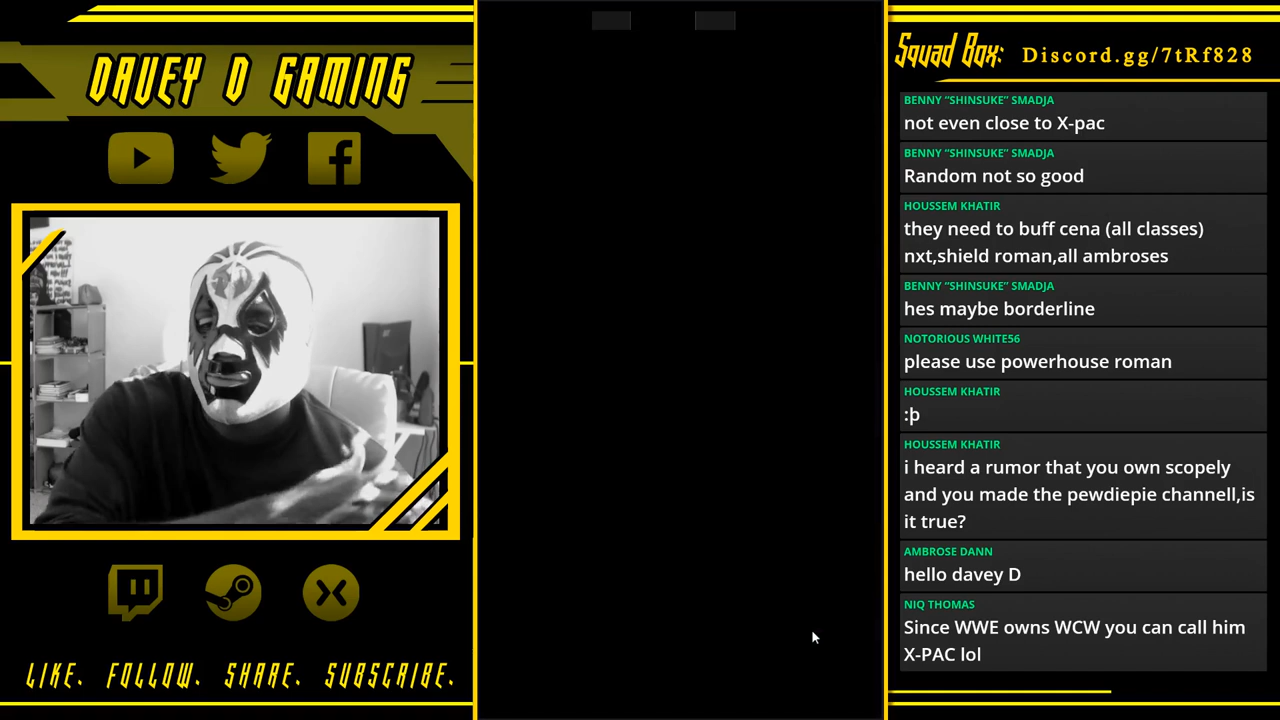 DAVEY D GAMING
LIKE. FOLLOW. SHARE. SUBSCRIBE.
Squad Box: Discord.gg/7tRf828
BENNY “SHINSUKE” SMADJA
not even close to X-pac
BENNY “SHINSUKE” SMADJA
Random not so good
HOUSSEM KHATIR
they need to buff cena (all classes)
nxt,shield roman,all ambroses
BENNY “SHINSUKE” SMADJA
hes maybe borderline
NOTORIOUS WHITE56
please use powerhouse roman
HOUSSEM KHATIR
:þ
HOUSSEM KHATIR
i heard a rumor that you own scopely
and you made the pewdiepie channell,is
it true?
AMBROSE DANN
hello davey D
NIQ THOMAS
Since WWE owns WCW you can call him
X-PAC lol